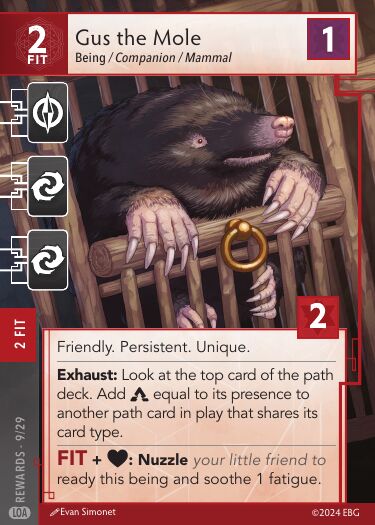 2
FIT
Gus the Mole
Being / Companion / Mammal
1
2
2 FIT
REWARDS · 9/29
LOA
Friendly. Persistent. Unique.
Exhaust: Look at the top card of the path
deck. Add equal to its presence to
another path card in play that shares its
card type.
FIT + : Nuzzle your little friend to
ready this being and soothe 1 fatigue.
Evan Simonet
©2024 EBG